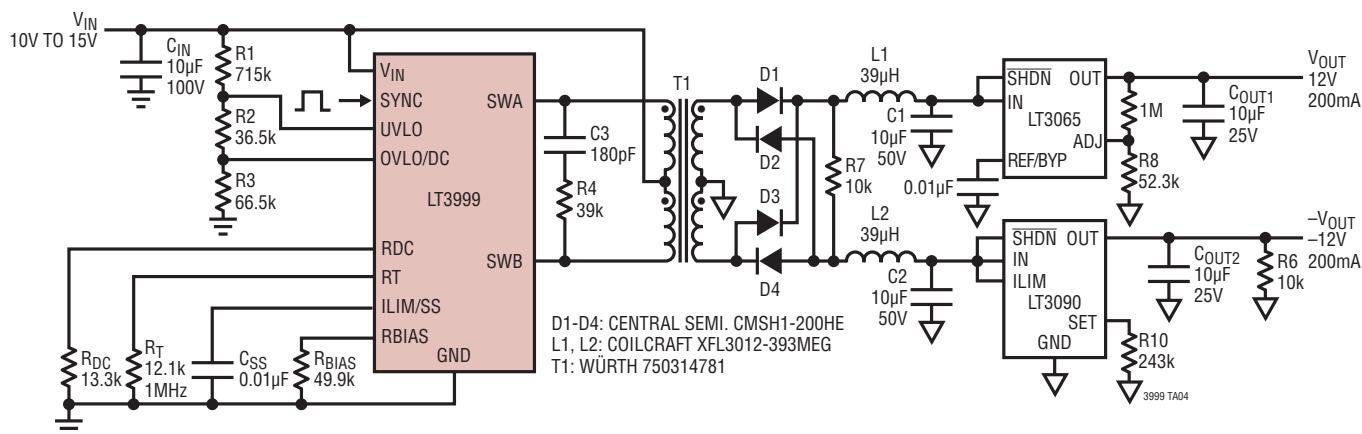 VIN
10V TO 15V
CIN
10µF
100V
R1
715k
R2
36.5k
R3
66.5k
VIN
SYNC
UVLO
OVLO/DC
LT3999
RDC
RT
ILIM/SS
RBIAS
GND
SWA
SWB
RDC
13.3k
RT
12.1k
1MHz
CSS
0.01µF
RBIAS
49.9k
C3
180pF
R4
39k
T1
D1
D2
D3
D4
R7
10k
L1
39µH
C1
10µF
50V
L2
39µH
C2
10µF
50V
SHDN OUT
IN
LT3065
ADJ
REF/BYP
0.01µF
1M
R8
52.3k
COUT1
10µF
25V
VOUT
12V
200mA
SHDN OUT
IN
ILIM
LT3090
SET
GND
R10
243k
COUT2
10µF
25V
R6
10k
–VOUT
–12V
200mA
D1-D4: CENTRAL SEMI. CMSH1-200HE
L1, L2: COILCRAFT XFL3012-393MEG
T1: WÜRTH 750314781
3999 TA04